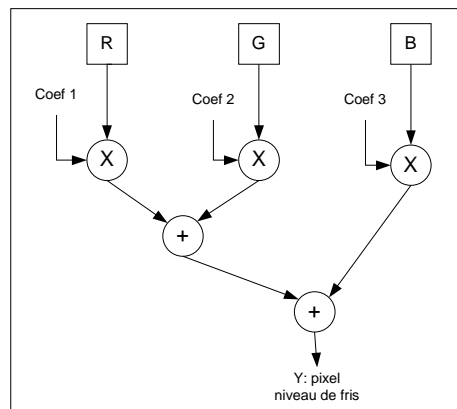 R
G
B
Coef 1
Coef 2
Coef 3
X
X
X
+
+
Y: pixel
niveau de fris